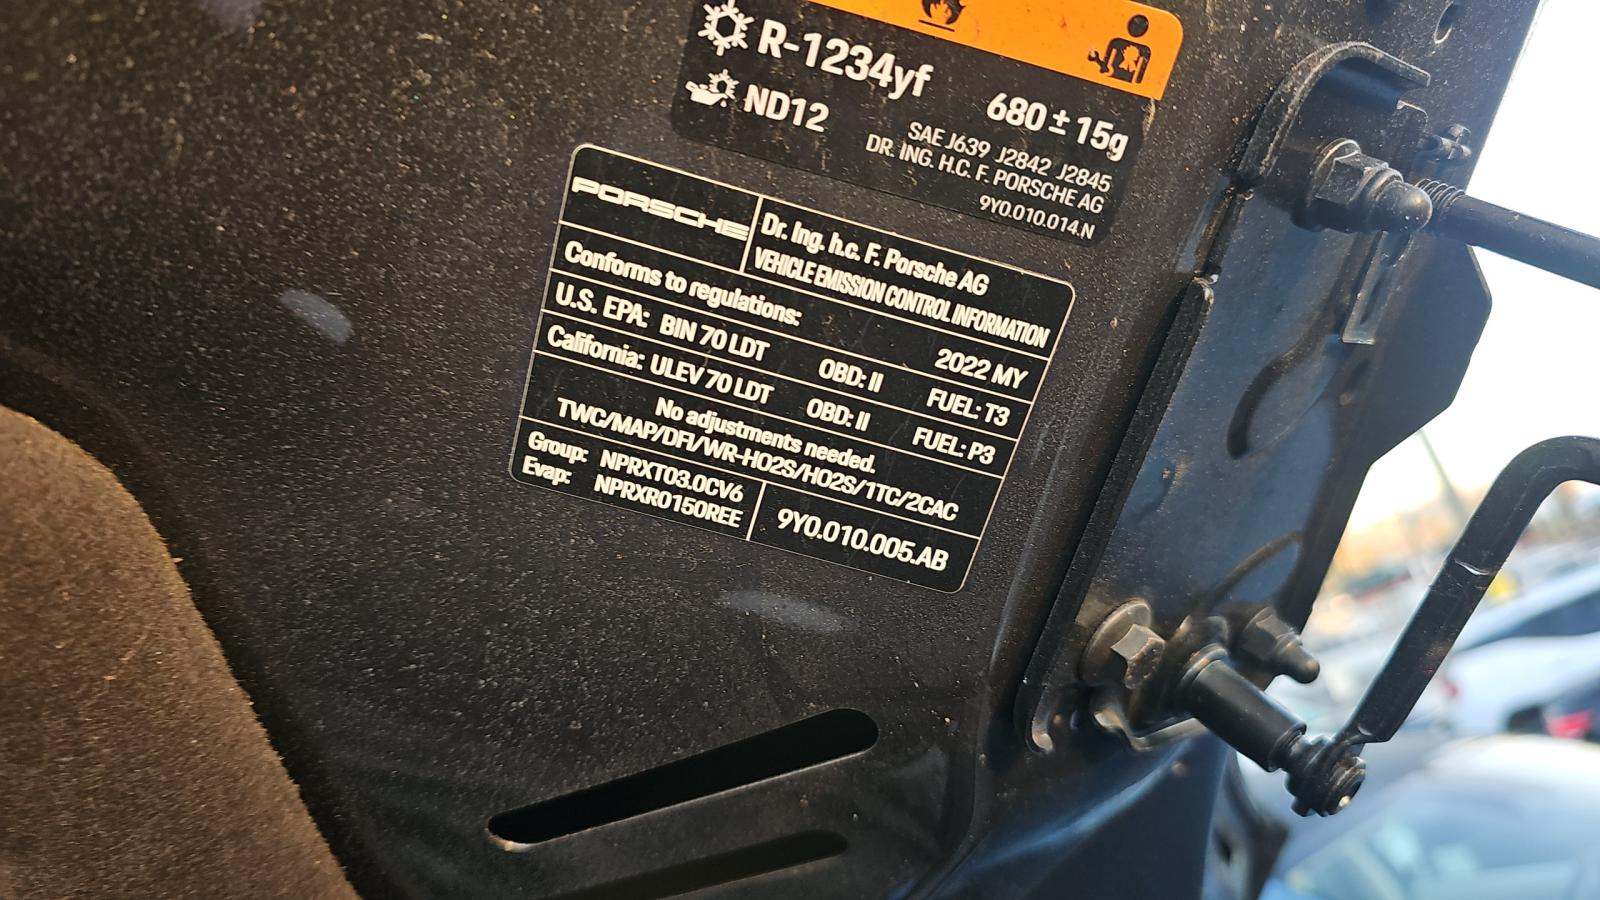 R-1234yf
ND12
680 ± 15g
SAE J639 J2842 J2845
DR. ING. H.C. F. PORSCHE AG
9Y0.010.014.N
PORSCHE
Dr. Ing. h.c. F. Porsche AG
VEHICLE EMISSION CONTROL INFORMATION
Conforms to regulations: 2022 MY
U.S. EPA: BIN 70 LDT OBD: II FUEL: T3
California: ULEV 70 LDT OBD: II FUEL: P3
No adjustments needed.
TWC/MAP/DFI/WR-HO2S/HO2S/1TC/2CAC
Group: NPRXT03.0CV6
Evap: NPRXR0150REE
9Y0.010.005.AB